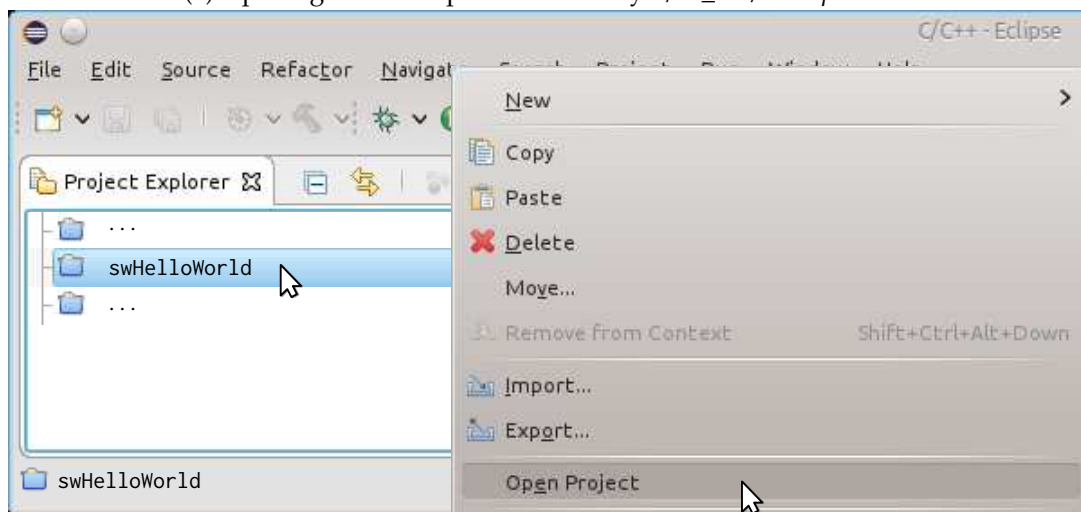 C/C++ - Eclipse
File Edit Source Refactor
Project Explorer
...
swHelloWorld
...
swHelloWorld
New
Copy
Paste
Delete
Move...
Remove from Context Shift+Ctrl+Alt+Down
Import...
Export...
Open Project